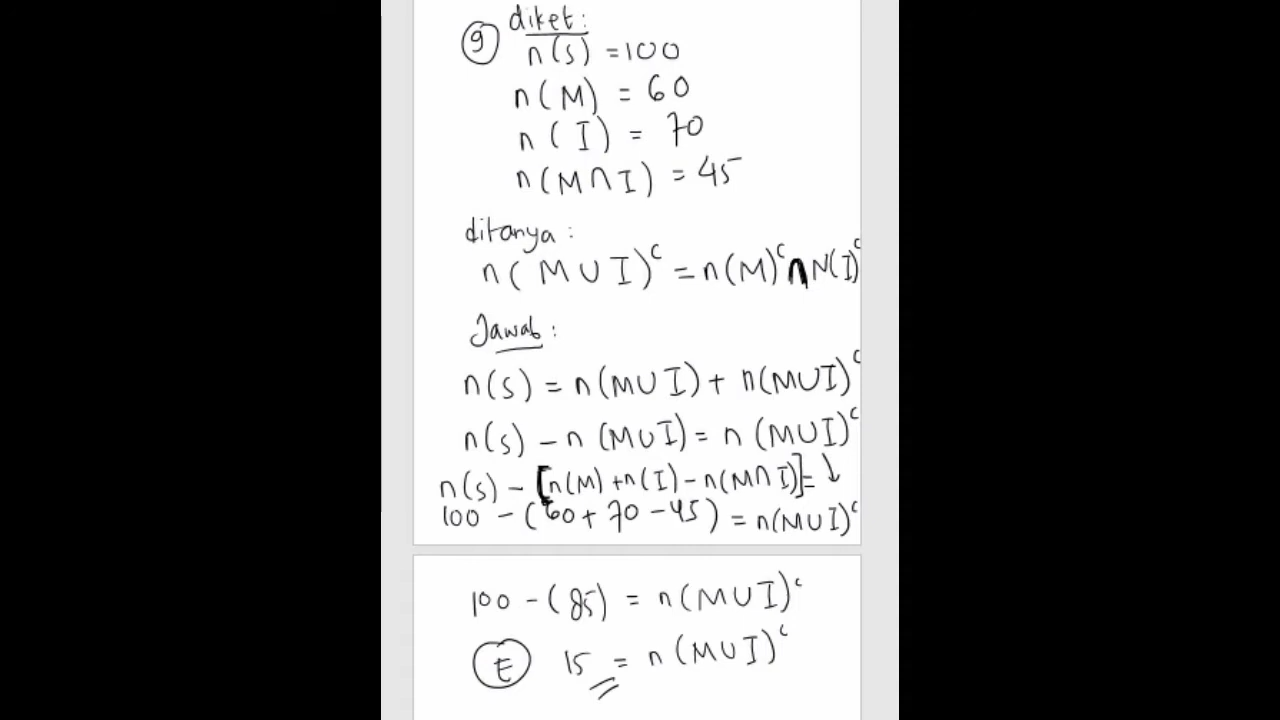 9 diket:
n(S) = 100
n(M) = 60
n(I) = 70
n(M∩I) = 45
ditanya:
n(M∪I)ᶜ = n(M)ᶜ ∩ N(I)ᶜ
Jawab:
n(S) = n(M∪I) + n(M∪I)ᶜ
n(S) – n(M∪I) = n(M∪I)ᶜ
n(S) – [n(M) + n(I) – n(M∩I)] = ↓
100 – (60 + 70 – 45) = n(M∪I)ᶜ
100 – (85) = n(M∪I)ᶜ
E 15 = n(M∪I)ᶜ